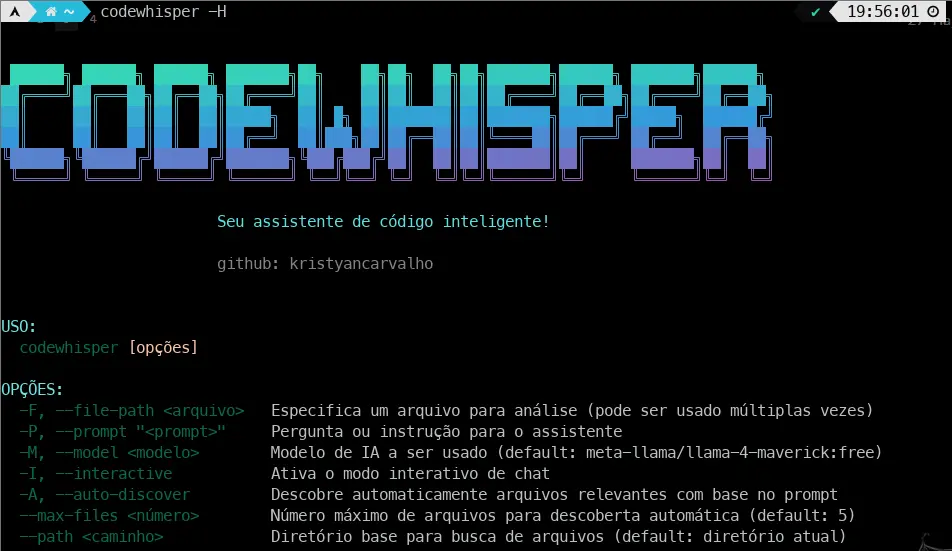 codewhisper -H
19:56:01
CODEWHISPER
Seu assistente de código inteligente!
github: kristyancarvalho
USO:
codewhisper [opções]
OPÇÕES:
-F, --file-path <arquivo> Especifica um arquivo para análise (pode ser usado múltiplas vezes)
-P, --prompt "<prompt>" Pergunta ou instrução para o assistente
-M, --model <modelo> Modelo de IA a ser usado (default: meta-llama/llama-4-maverick:free)
-I, --interactive Ativa o modo interativo de chat
-A, --auto-discover Descobre automaticamente arquivos relevantes com base no prompt
--max-files <número> Número máximo de arquivos para descoberta automática (default: 5)
--path <caminho> Diretório base para busca de arquivos (default: diretório atual)